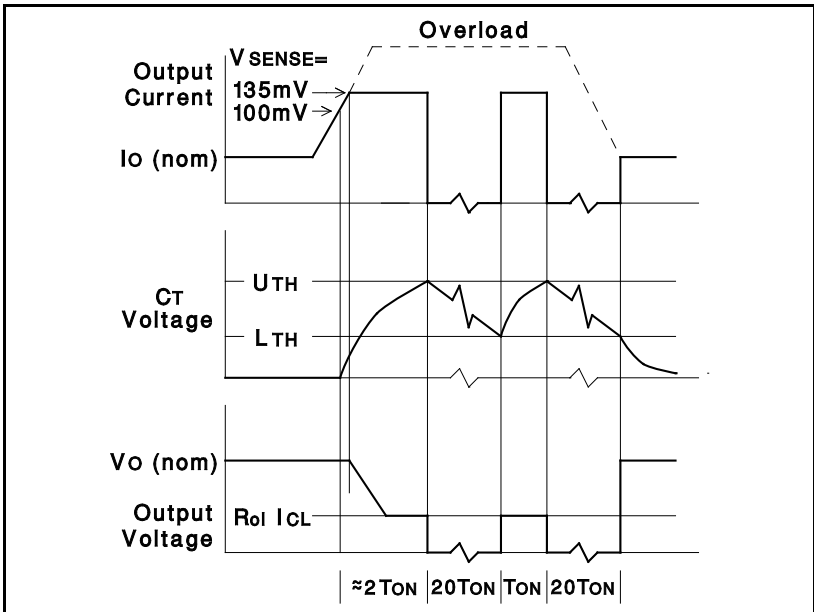 Overload
VSENSE=
Output
Current
135mV
100mV
IO (nom)
UTH
CT
Voltage
LTH
VO (nom)
Output
Voltage
Rol ICL
≈2TON
20TON
TON
20TON